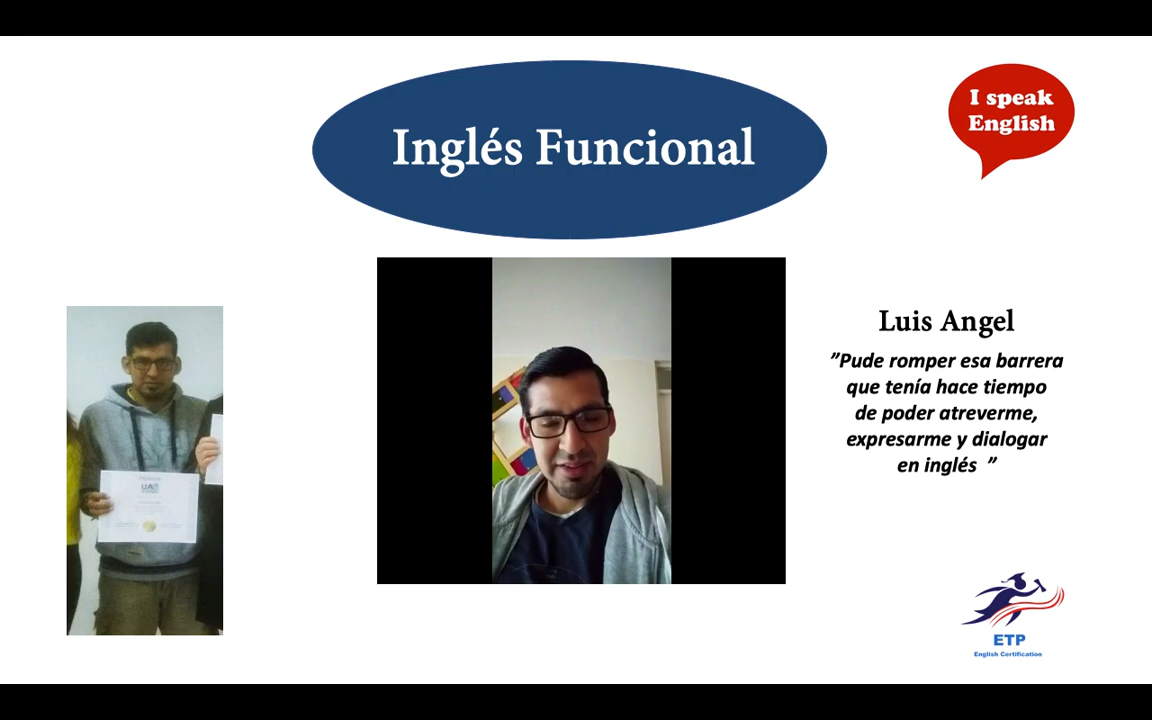 Inglés Funcional
I speak
English
Luis Angel
”Pude romper esa barrera
que tenía hace tiempo
de poder atreverme,
expresarme y dialogar
en inglés ”
ETP
English Certification